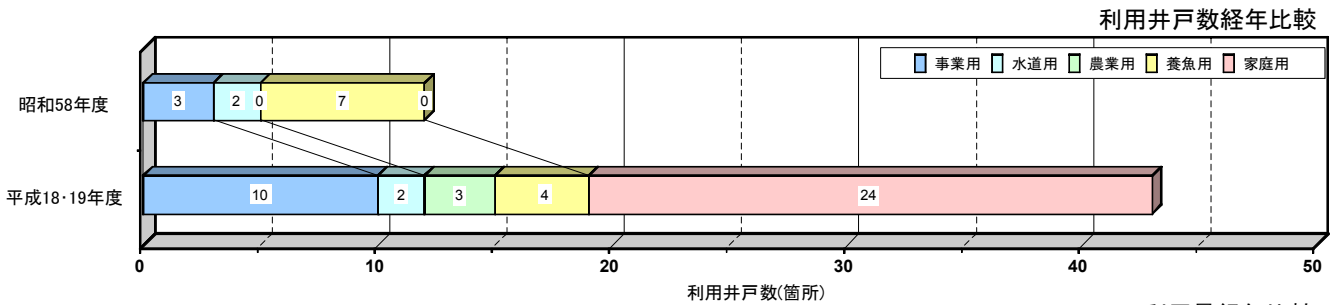 利用井戸数経年比較
事業用 水道用 農業用 養魚用 家庭用
昭和58年度
3 2 0 7 0
平成18･19年度
10 2 3 4 24
0 10 20 30 40 50
利用井戸数(箇所)